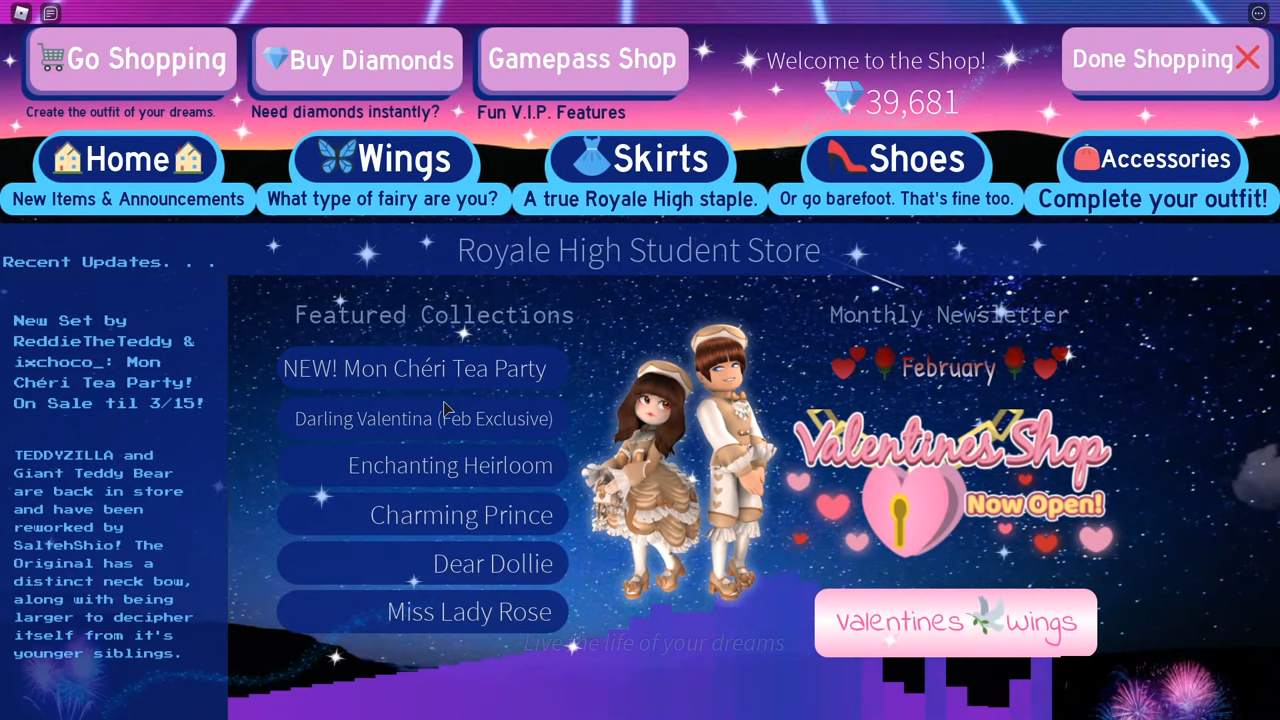 Go Shopping
Buy Diamonds
Gamepass Shop
Welcome to the Shop!
39,681
Done Shopping
Create the outfit of your dreams.
Need diamonds instantly?
Fun V.I.P. Features
Home
Wings
Skirts
Shoes
Accessories
New Items & Announcements
What type of fairy are you?
A true Royale High staple.
Or go barefoot. That's fine too.
Complete your outfit!
Royale High Student Store
Recent Updates. . .
New Set by
ReddieTheTeddy &
ixchoco_: Mon
Chéri Tea Party!
On Sale til 3/15!
TEDDYZILLA and
Giant Teddy Bear
are back in store
and have been
reworked by
SaltehShio! The
Original has a
distinct neck bow,
along with being
larger to decipher
itself from it's
younger siblings.
Featured Collections
NEW! Mon Chéri Tea Party
Darling Valentina (Feb Exclusive)
Enchanting Heirloom
Charming Prince
Dear Dollie
Miss Lady Rose
Live the life of your dreams
Monthly Newsletter
February
Valentines Shop
Now Open!
Valentines Wings